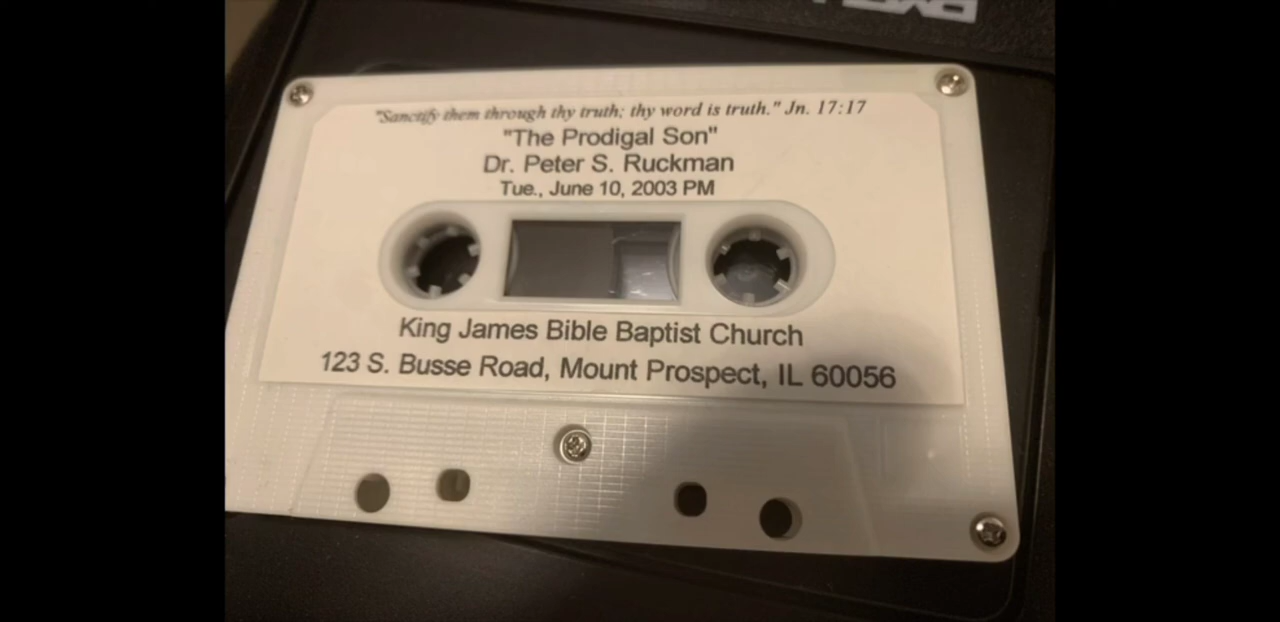 "Sanctify them through thy truth; thy word is truth." Jn. 17:17
"The Prodigal Son"
Dr. Peter S. Ruckman
Tue., June 10, 2003 PM
King James Bible Baptist Church
123 S. Busse Road, Mount Prospect, IL 60056